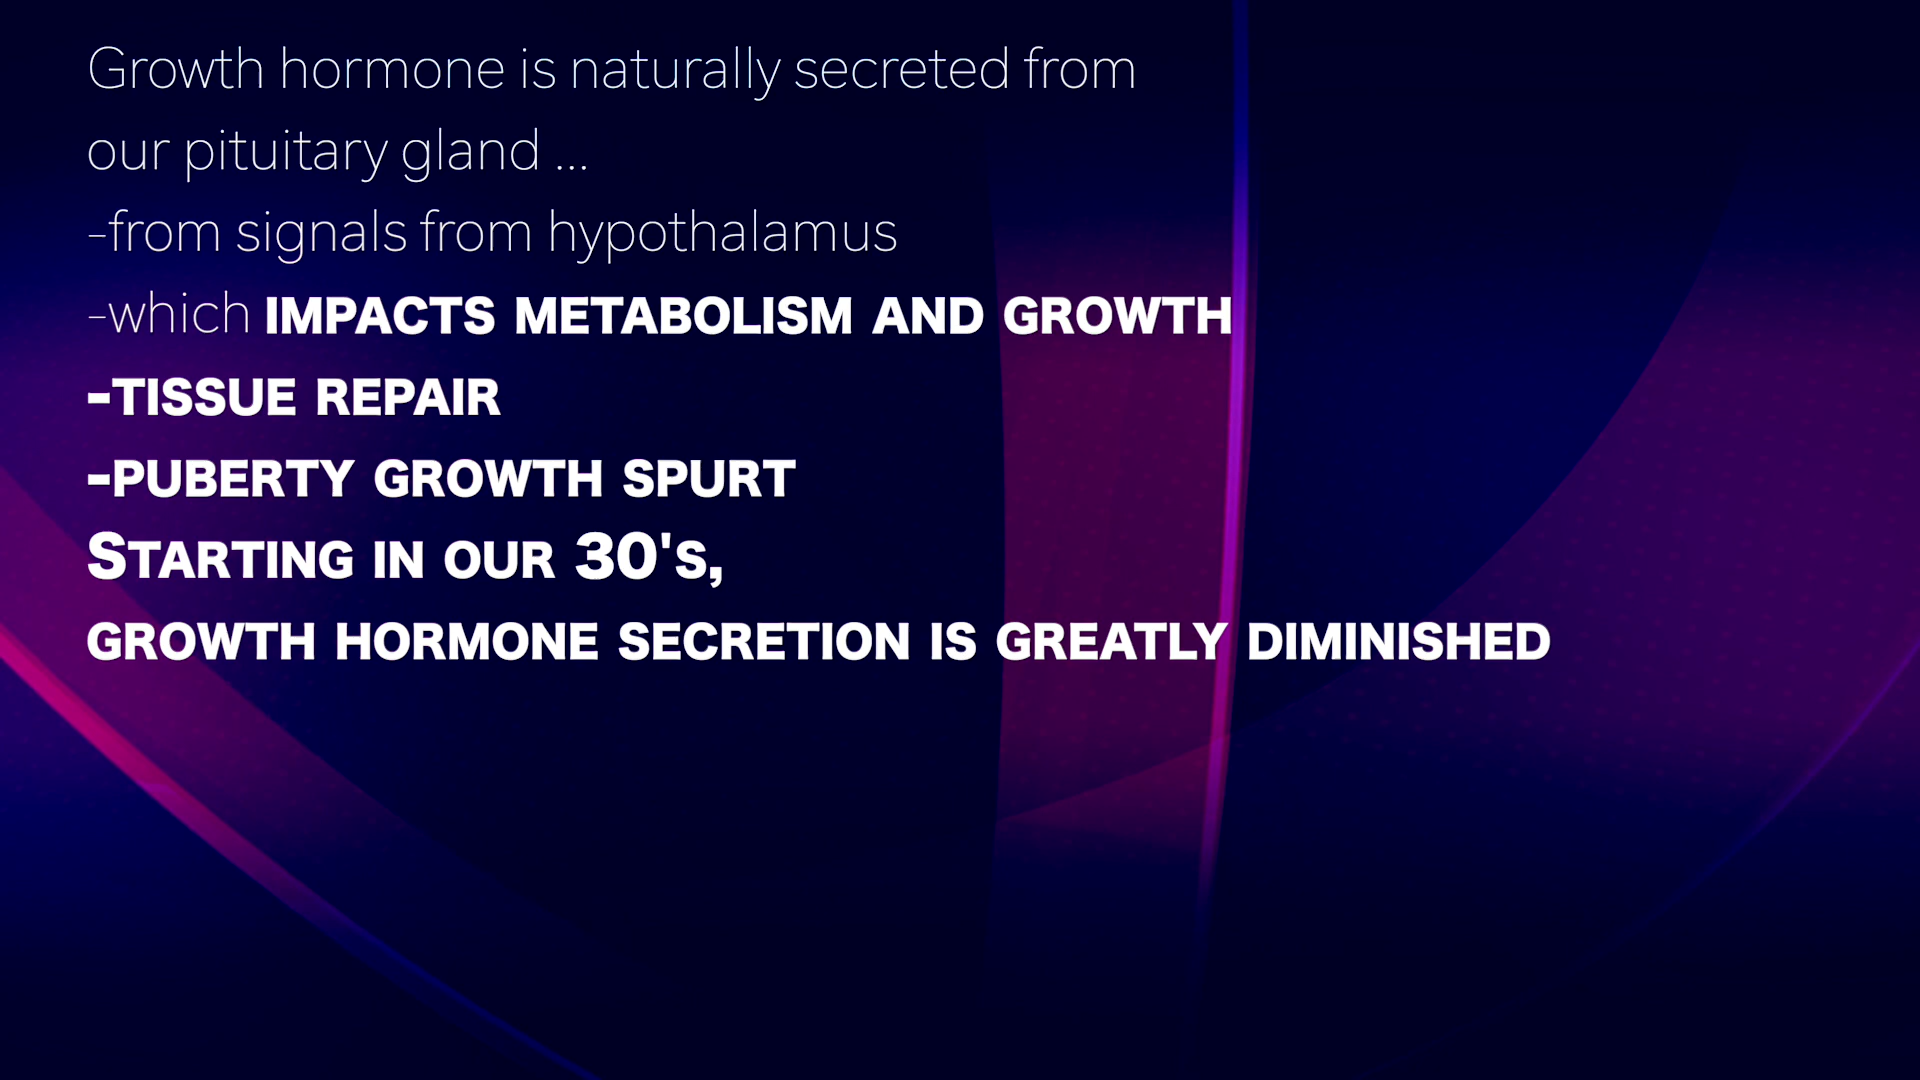 Growth hormone is naturally secreted from
our pituitary gland ...
-from signals from hypothalamus
-which IMPACTS METABOLISM AND GROWTH
-TISSUE REPAIR
-PUBERTY GROWTH SPURT
STARTING IN OUR 30'S,
GROWTH HORMONE SECRETION IS GREATLY DIMINISHED